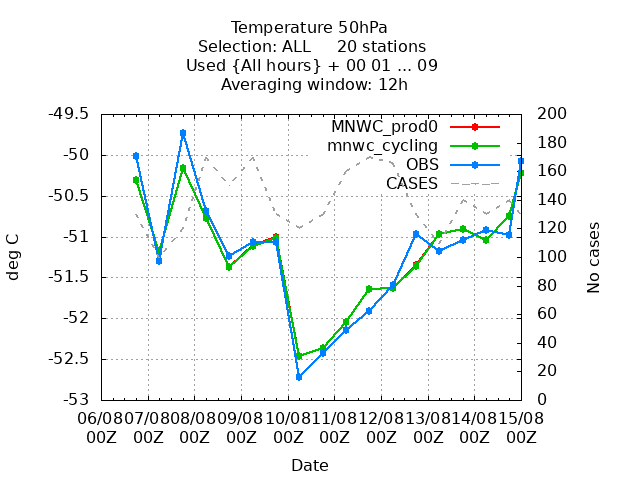 Temperature 50hPa
Selection: ALL 20 stations
Used {All hours} + 00 01 ... 09
Averaging window: 12h
MNWC_prod0
mnwc_cycling
OBS
CASES
-49.5
-50
-50.5
-51
-51.5
-52
-52.5
-53
deg C
200
180
160
140
120
100
80
60
40
20
0
No cases
06/08 07/08 08/08 09/08 10/08 11/08 12/08 13/08 14/08 15/08
00Z 00Z 00Z 00Z 00Z 00Z 00Z 00Z 00Z 00Z
Date